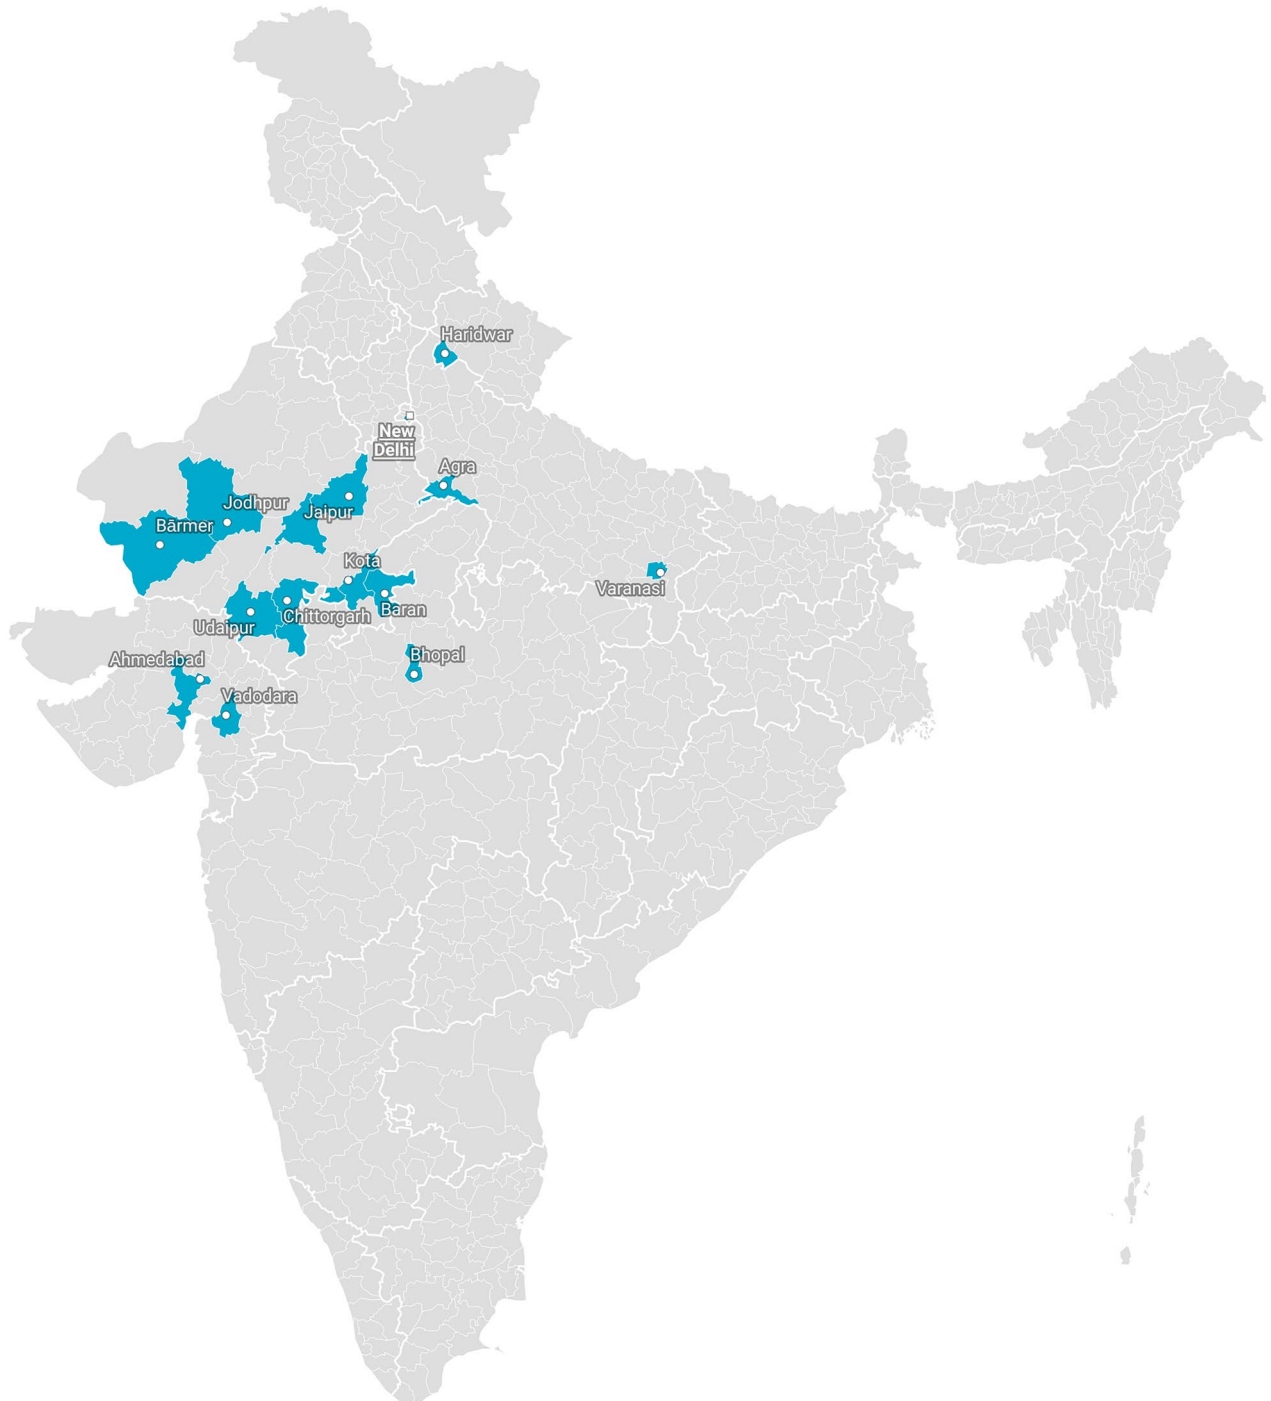 Haridwar
New
Delhi
Agra
Jodhpur
Jaipur
Bārmer
Kota
Varanasi
Baran
Chittorgarh
Udaipur
Bhopal
Ahmedabad
Vadodara